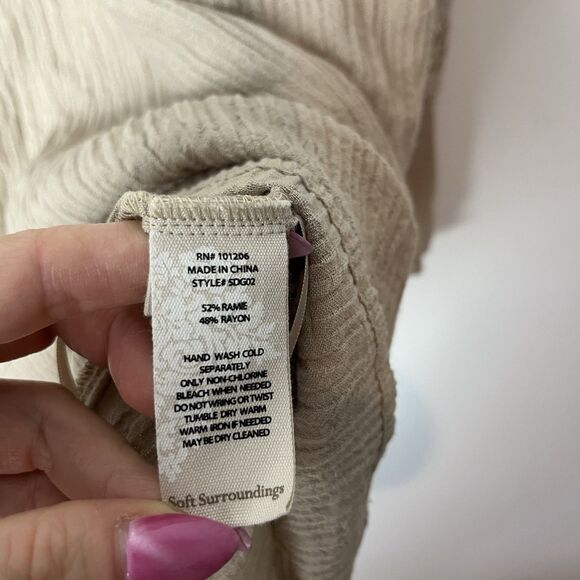 RN# 101206
MADE IN CHINA
STYLE# SDG02
52% RAMIE
48% RAYON
HAND WASH COLD
SEPARATELY
ONLY NON-CHLORINE
BLEACH WHEN NEEDED
DO NOT WRING OR TWIST
TUMBLE DRY WARM
WARM IRON IF NEEDED
MAY BE DRY CLEANED
Soft Surroundings